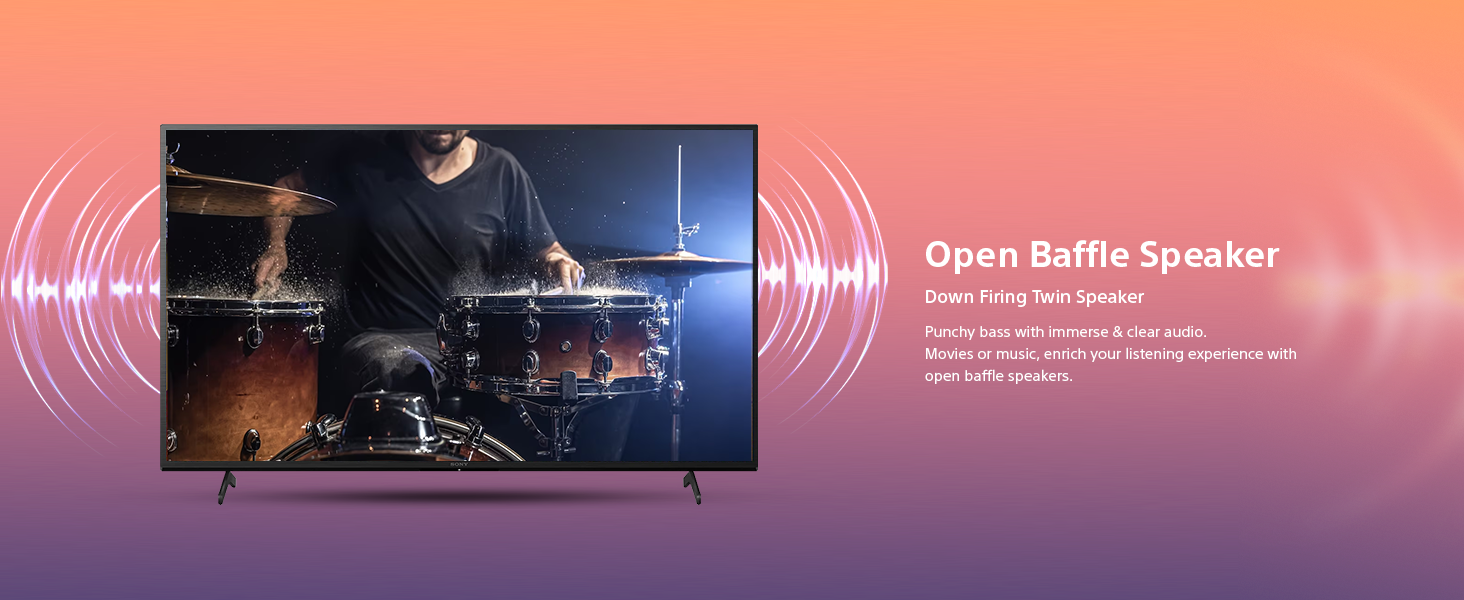 SONY
Open Baffle Speaker
Down Firing Twin Speaker
Punchy bass with immerse & clear audio.
Movies or music, enrich your listening experience with
open baffle speakers.